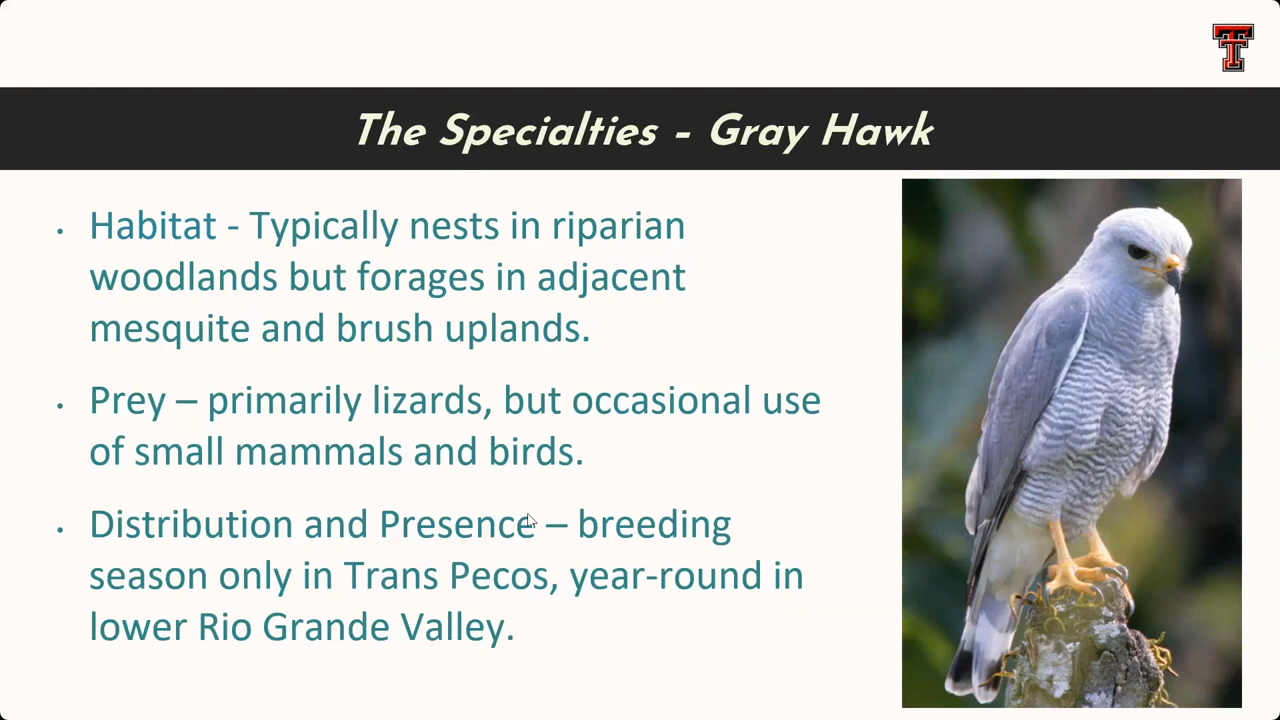 The Specialties – Gray Hawk
• Habitat - Typically nests in riparian
woodlands but forages in adjacent
mesquite and brush uplands.
• Prey – primarily lizards, but occasional use
of small mammals and birds.
• Distribution and Presence – breeding
season only in Trans Pecos, year-round in
lower Rio Grande Valley.